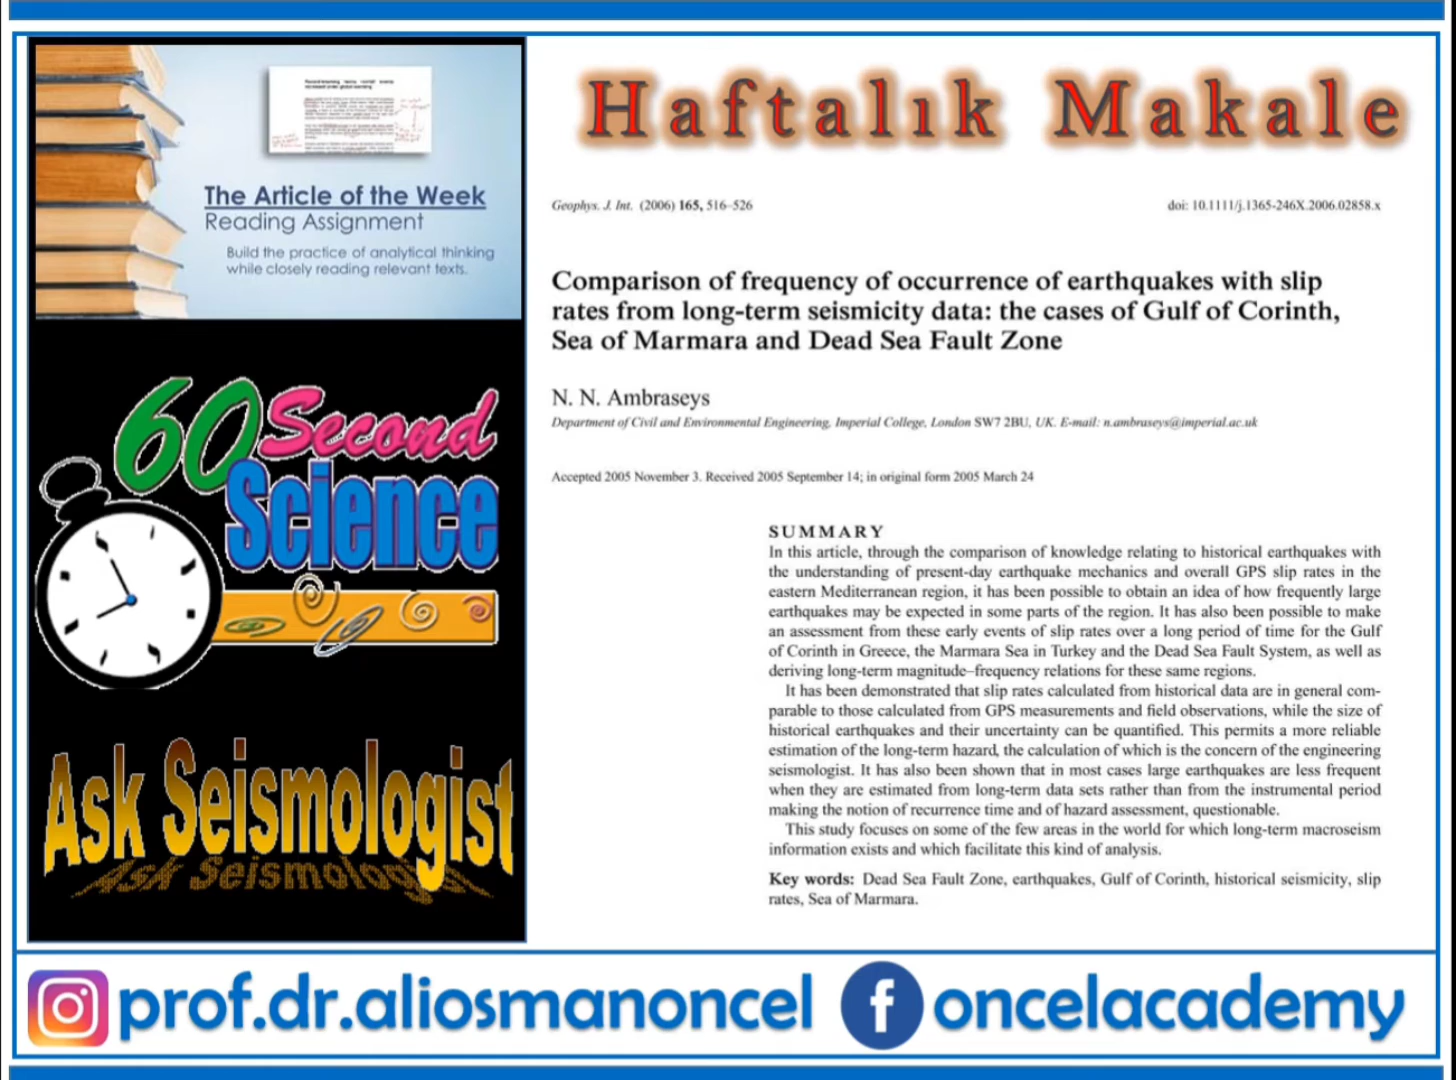 The Article of the Week
Reading Assignment
Build the practice of analytical thinking
while closely reading relevant texts.
60 Second
Science
Ask Seismologist
Ask Seismologist
Haftalık Makale
Geophys. J. Int. (2006) 165, 516–526
doi: 10.1111/j.1365-246X.2006.02858.x
Comparison of frequency of occurrence of earthquakes with slip
rates from long-term seismicity data: the cases of Gulf of Corinth,
Sea of Marmara and Dead Sea Fault Zone
N. N. Ambraseys
Department of Civil and Environmental Engineering, Imperial College, London SW7 2BU, UK. E-mail: n.ambraseys@imperial.ac.uk
Accepted 2005 November 3. Received 2005 September 14; in original form 2005 March 24
SUMMARY
In this article, through the comparison of knowledge relating to historical earthquakes with
the understanding of present-day earthquake mechanics and overall GPS slip rates in the
eastern Mediterranean region, it has been possible to obtain an idea of how frequently large
earthquakes may be expected in some parts of the region. It has also been possible to make
an assessment from these early events of slip rates over a long period of time for the Gulf
of Corinth in Greece, the Marmara Sea in Turkey and the Dead Sea Fault System, as well as
deriving long-term magnitude–frequency relations for these same regions.
It has been demonstrated that slip rates calculated from historical data are in general com-
parable to those calculated from GPS measurements and field observations, while the size of
historical earthquakes and their uncertainty can be quantified. This permits a more reliable
estimation of the long-term hazard, the calculation of which is the concern of the engineering
seismologist. It has also been shown that in most cases large earthquakes are less frequent
when they are estimated from long-term data sets rather than from the instrumental period
making the notion of recurrence time and of hazard assessment, questionable.
This study focuses on some of the few areas in the world for which long-term macroseism
information exists and which facilitate this kind of analysis.
Key words: Dead Sea Fault Zone, earthquakes, Gulf of Corinth, historical seismicity, slip
rates, Sea of Marmara.
prof.dr.aliosmanoncel
oncelacademy